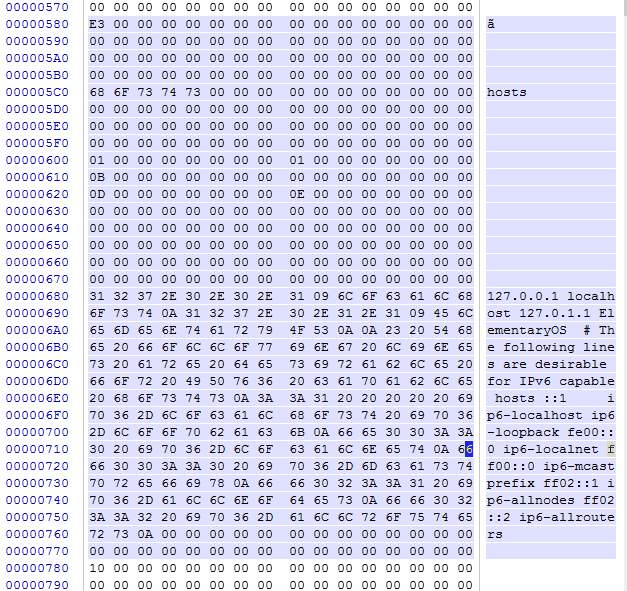 00000570 00 00 00 00 00 00 00 00 00 00 00 00 00 00 00 00
00000580 E3 00 00 00 00 00 00 00 00 00 00 00 00 00 00 00 ã
00000590 00 00 00 00 00 00 00 00 00 00 00 00 00 00 00 00
000005A0 00 00 00 00 00 00 00 00 00 00 00 00 00 00 00 00
000005B0 00 00 00 00 00 00 00 00 00 00 00 00 00 00 00 00
000005C0 68 6F 73 74 73 00 00 00 00 00 00 00 00 00 00 00 hosts
000005D0 00 00 00 00 00 00 00 00 00 00 00 00 00 00 00 00
000005E0 00 00 00 00 00 00 00 00 00 00 00 00 00 00 00 00
000005F0 00 00 00 00 00 00 00 00 00 00 00 00 00 00 00 00
00000600 01 00 00 00 00 00 00 00 01 00 00 00 00 00 00 00
00000610 0B 00 00 00 00 00 00 00 00 00 00 00 00 00 00 00
00000620 0D 00 00 00 00 00 00 00 0E 00 00 00 00 00 00 00
00000630 00 00 00 00 00 00 00 00 00 00 00 00 00 00 00 00
00000640 00 00 00 00 00 00 00 00 00 00 00 00 00 00 00 00
00000650 00 00 00 00 00 00 00 00 00 00 00 00 00 00 00 00
00000660 00 00 00 00 00 00 00 00 00 00 00 00 00 00 00 00
00000670 00 00 00 00 00 00 00 00 00 00 00 00 00 00 00 00
00000680 31 32 37 2E 30 2E 30 2E 31 09 6C 6F 63 61 6C 68 127.0.0.1 localh
00000690 6F 73 74 0A 31 32 37 2E 30 2E 31 2E 31 09 45 6C ost 127.0.1.1 El
000006A0 65 6D 65 6E 74 61 72 79 4F 53 0A 0A 23 20 54 68 ementaryOS  # Th
000006B0 65 20 66 6F 6C 6C 6F 77 69 6E 67 20 6C 69 6E 65 e following line
000006C0 73 20 61 72 65 20 64 65 73 69 72 61 62 6C 65 20 s are desirable
000006D0 66 6F 72 20 49 50 76 36 20 63 61 70 61 62 6C 65 for IPv6 capable
000006E0 20 68 6F 73 74 73 0A 3A 3A 31 20 20 20 20 20 69 hosts ::1     i
000006F0 70 36 2D 6C 6F 63 61 6C 68 6F 73 74 20 69 70 36 p6-localhost ip6
00000700 2D 6C 6F 6F 70 62 61 63 6B 0A 66 65 30 30 3A 3A -loopback fe00::
00000710 30 20 69 70 36 2D 6C 6F 63 61 6C 6E 65 74 0A 66 0 ip6-localnet f
00000720 66 30 30 3A 3A 30 20 69 70 36 2D 6D 63 61 73 74 f00::0 ip6-mcast
00000730 70 72 65 66 69 78 0A 66 66 30 32 3A 3A 31 20 69 prefix ff02::1 i
00000740 70 36 2D 61 6C 6C 6E 6F 64 65 73 0A 66 66 30 32 p6-allnodes ff02
00000750 3A 3A 32 20 69 70 36 2D 61 6C 6C 72 6F 75 74 65 ::2 ip6-allroute
00000760 72 73 0A 00 00 00 00 00 00 00 00 00 00 00 00 00 rs
00000770 00 00 00 00 00 00 00 00 00 00 00 00 00 00 00 00
00000780 10 00 00 00 00 00 00 00 00 00 00 00 00 00 00 00
00000790 00 00 00 00 00 00 00 00 00 00 00 00 00 00 00 00